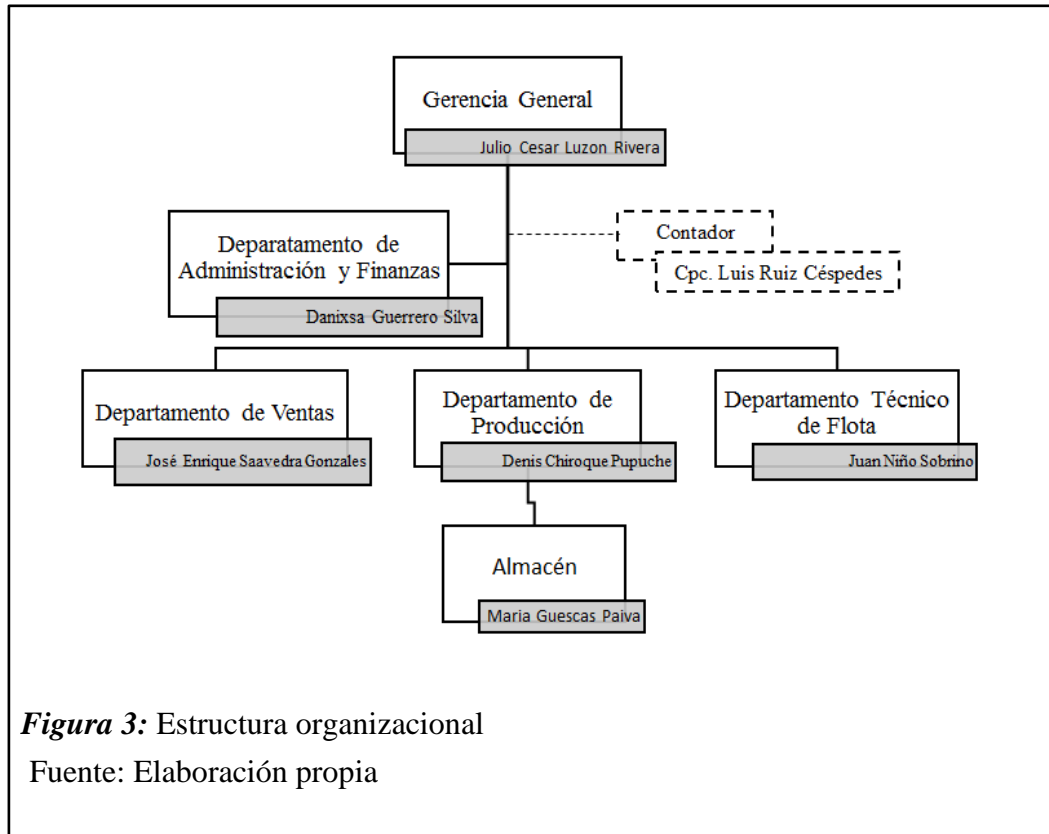 Gerencia General
Julio Cesar Luzon Rivera
Deparatamento de
Administración y Finanzas
Danixsa Guerrero Silva
Contador
Cpc. Luis Ruiz Céspedes
Departamento de Ventas
José Enrique Saavedra Gonzales
Departamento de
Producción
Denis Chiroque Pupuche
Departamento Técnico
de Flota
Juan Niño Sobrino
Almacén
Maria Guescas Paiva
Figura 3: Estructura organizacional
Fuente: Elaboración propia